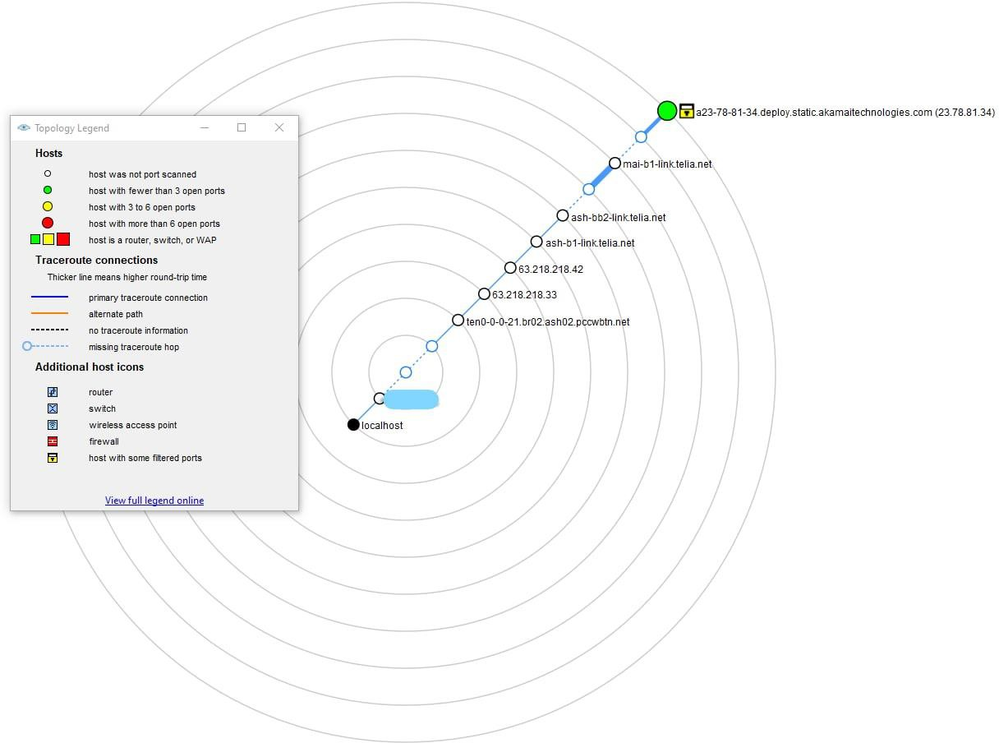 Topology Legend
Hosts
host was not port scanned
host with fewer than 3 open ports
host with 3 to 6 open ports
host with more than 6 open ports
host is a router, switch, or WAP
Traceroute connections
Thicker line means higher round-trip time
primary traceroute connection
alternate path
no traceroute information
missing traceroute hop
Additional host icons
router
switch
wireless access point
firewall
host with some filtered ports
View full legend online
a23-78-81-34.deploy.static.akamaitechnologies.com (23.78.81.34)
mai-b1-link.telia.net
ash-bb2-link.telia.net
ash-b1-link.telia.net
63.218.218.42
63.218.218.33
ten0-0-0-21.br02.ash02.pccwbtn.net
localhost